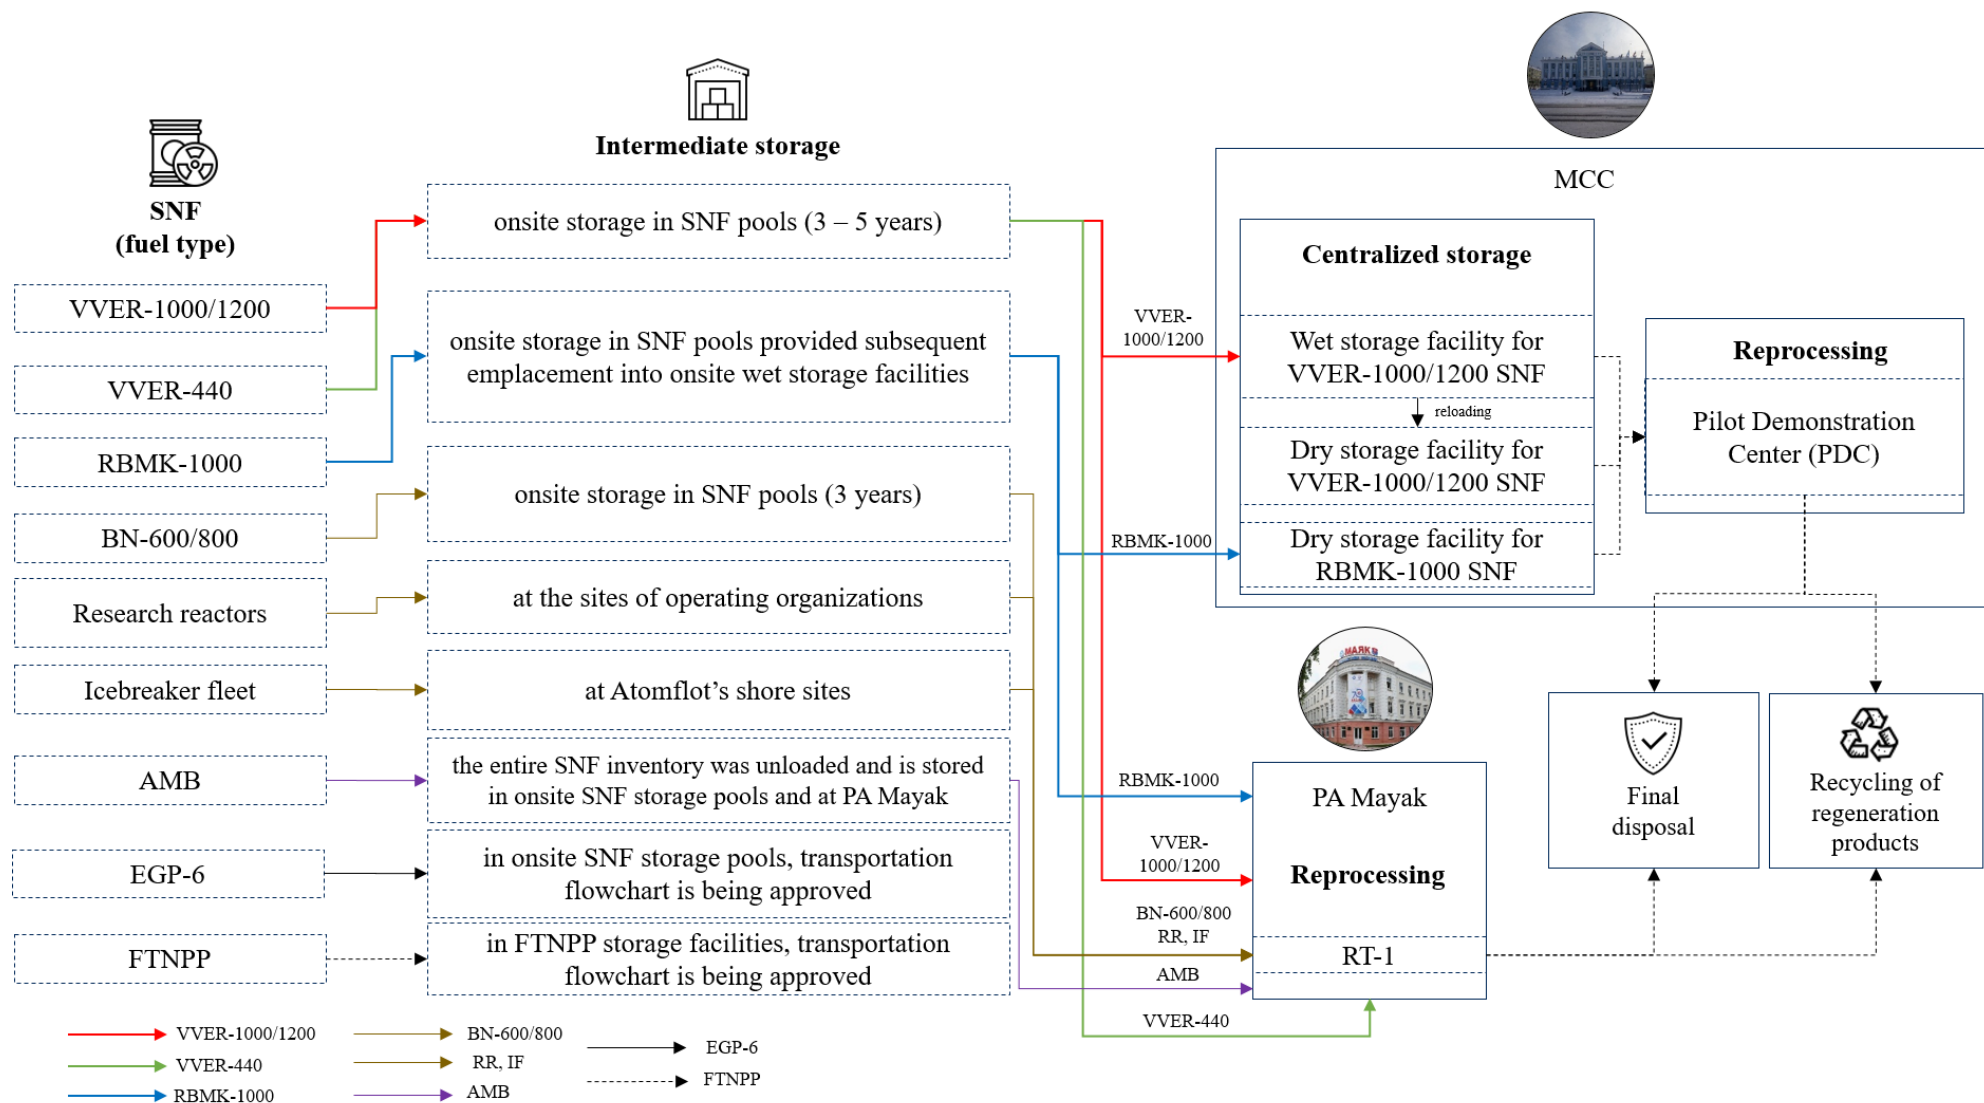 SNF
(fuel type)
VVER-1000/1200
VVER-440
RBMK-1000
BN-600/800
Research reactors
Icebreaker fleet
AMB
EGP-6
FTNPP
Intermediate storage
onsite storage in SNF pools (3 – 5 years)
onsite storage in SNF pools provided subsequent
emplacement into onsite wet storage facilities
onsite storage in SNF pools (3 years)
at the sites of operating organizations
at Atomflot’s shore sites
the entire SNF inventory was unloaded and is stored
in onsite SNF storage pools and at PA Mayak
in onsite SNF storage pools, transportation
flowchart is being approved
in FTNPP storage facilities, transportation
flowchart is being approved
VVER-
1000/1200
RBMK-1000
MCC
Centralized storage
Wet storage facility for
VVER-1000/1200 SNF
reloading
Dry storage facility for
VVER-1000/1200 SNF
Dry storage facility for
RBMK-1000 SNF
Reprocessing
Pilot Demonstration
Center (PDC)
МАЯК
RBMK-1000
VVER-
1000/1200
BN-600/800
RR, IF
AMB
VVER-440
PA Mayak
Reprocessing
RT-1
Final
disposal
Recycling of
regeneration
products
VVER-1000/1200
VVER-440
RBMK-1000
BN-600/800
RR, IF
AMB
EGP-6
FTNPP